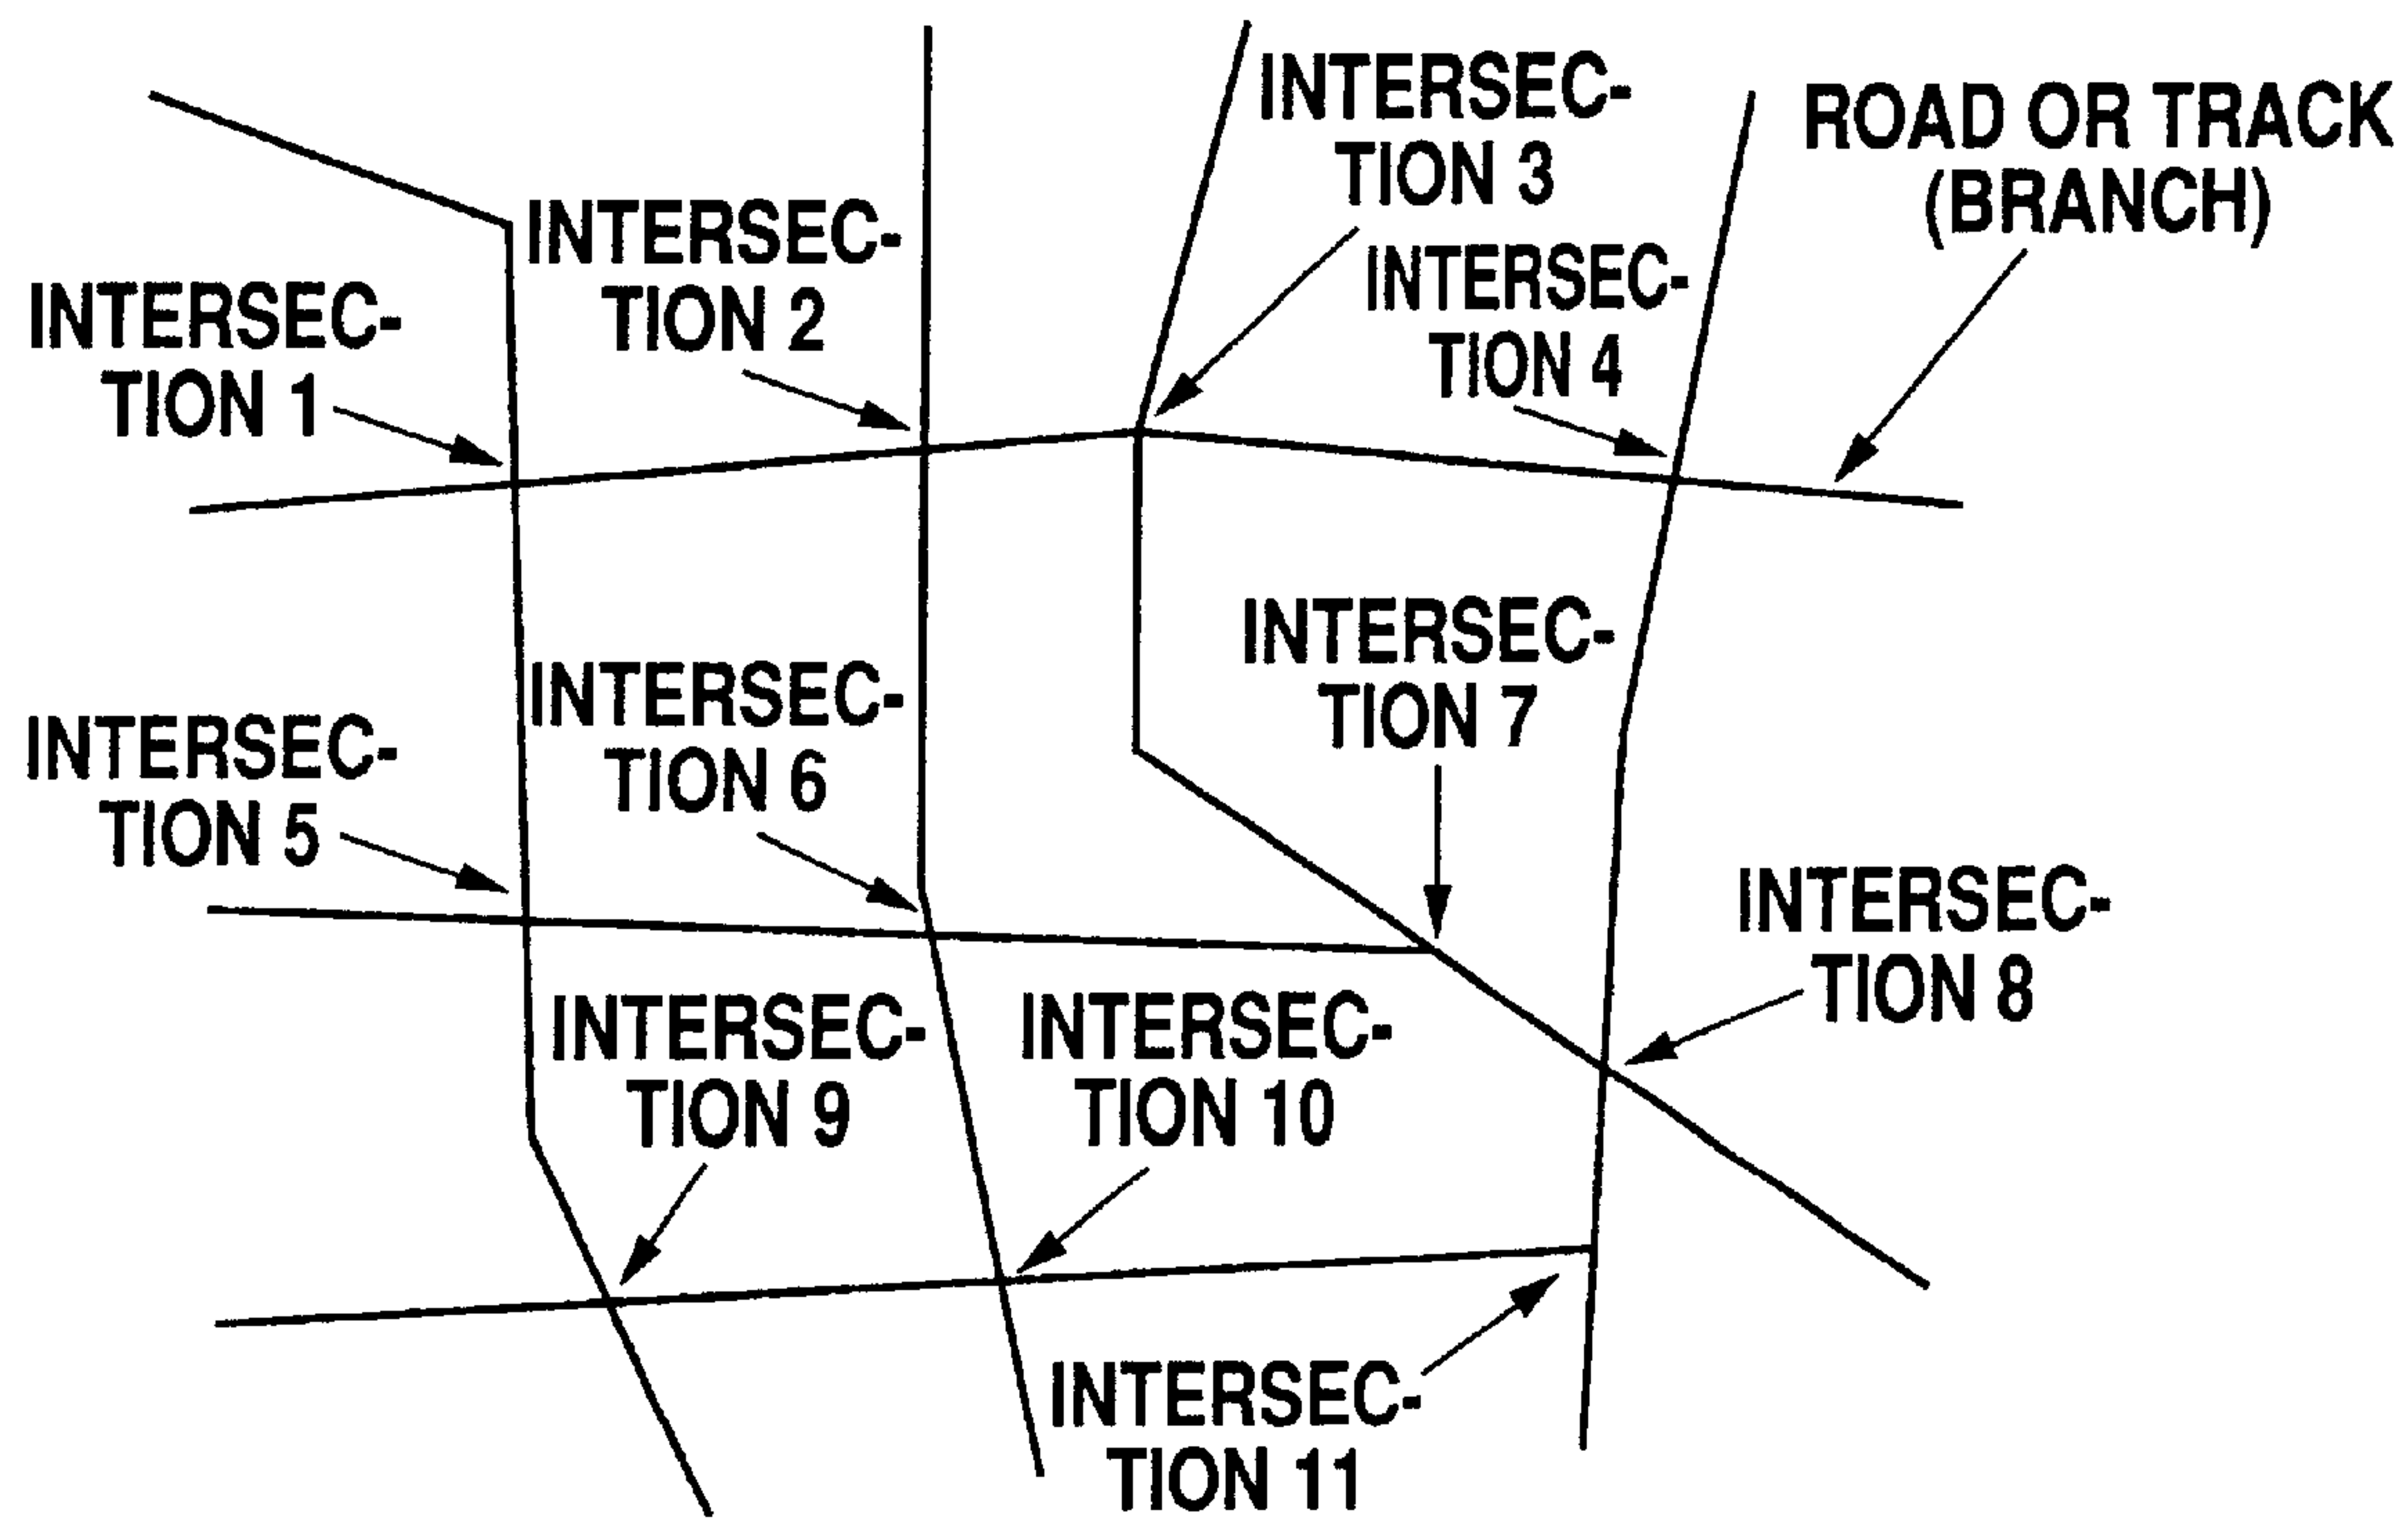 INTERSEC-
TION 3
ROAD OR TRACK
(BRANCH)
INTERSEC-
TION 2
INTERSEC-
TION 4
INTERSEC-
TION 1
INTERSEC-
TION 7
INTERSEC-
TION 6
INTERSEC-
TION 5
INTERSEC-
TION 8
INTERSEC-
TION 9
INTERSEC-
TION 10
INTERSEC-
TION 11